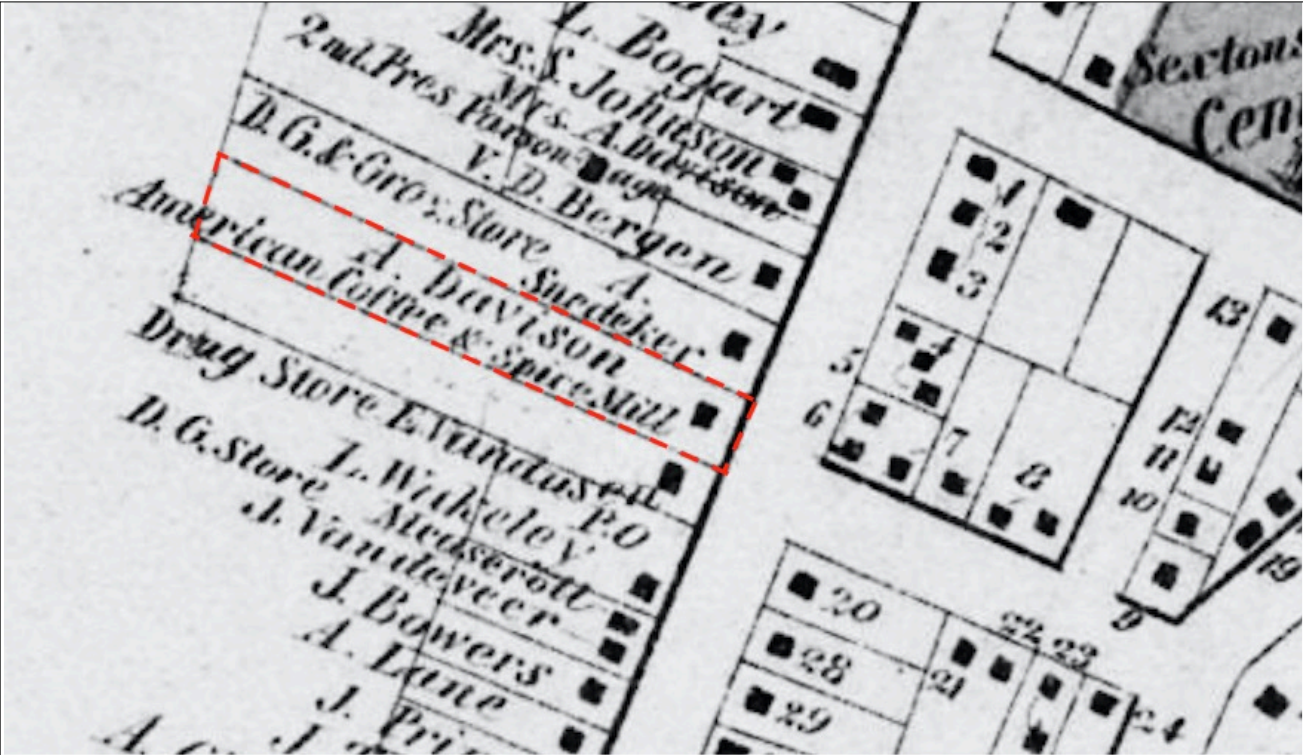 L. Bogart
Mrs. S. Johnson
Mrs. A. Davison
2nd. Pres Parsonage
V. D. Bergen
D. G. & Gro. Store A.
Snedeker
A. Davison
American Coffee & Spice Mill
Drug Store
P.O
L. Wakeley
D. G. Store
J. Vandeveer
J. Bowers
A. Lane
J.
Sextons
1
2
3
4
5
6
7
8
9
10
11
12
13
19
20
21
22
23
24
28
29